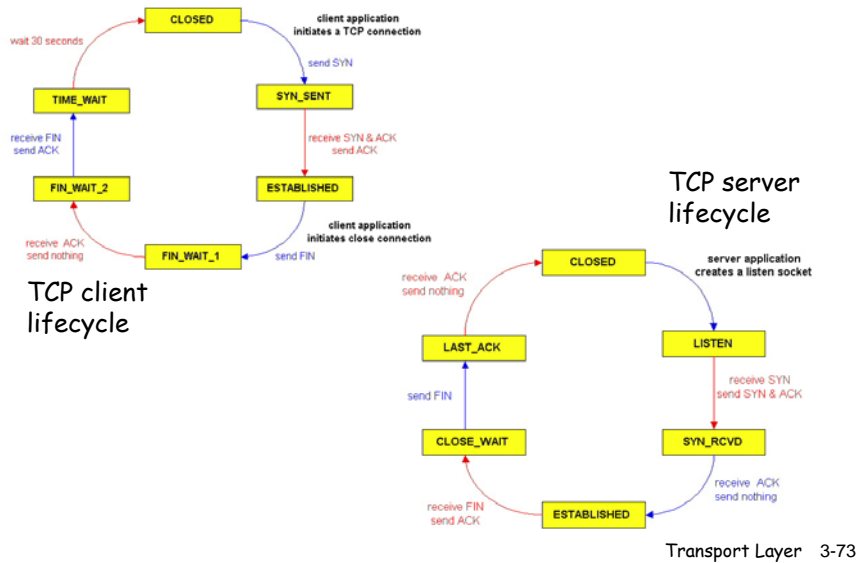 CLOSED
client application
initiates a TCP connection
wait 30 seconds
send SYN
TIME_WAIT
SYN_SENT
receive FIN
send ACK
receive SYN & ACK
send ACK
FIN_WAIT_2
ESTABLISHED
client application
initiates close connection
receive ACK
send nothing
FIN_WAIT_1
send FIN
TCP client
lifecycle
TCP server
lifecycle
CLOSED
server application
creates a listen socket
receive ACK
send nothing
LAST_ACK
LISTEN
send FIN
receive SYN
send SYN & ACK
CLOSE_WAIT
SYN_RCVD
receive FIN
send ACK
receive ACK
send nothing
ESTABLISHED
Transport Layer 3-73